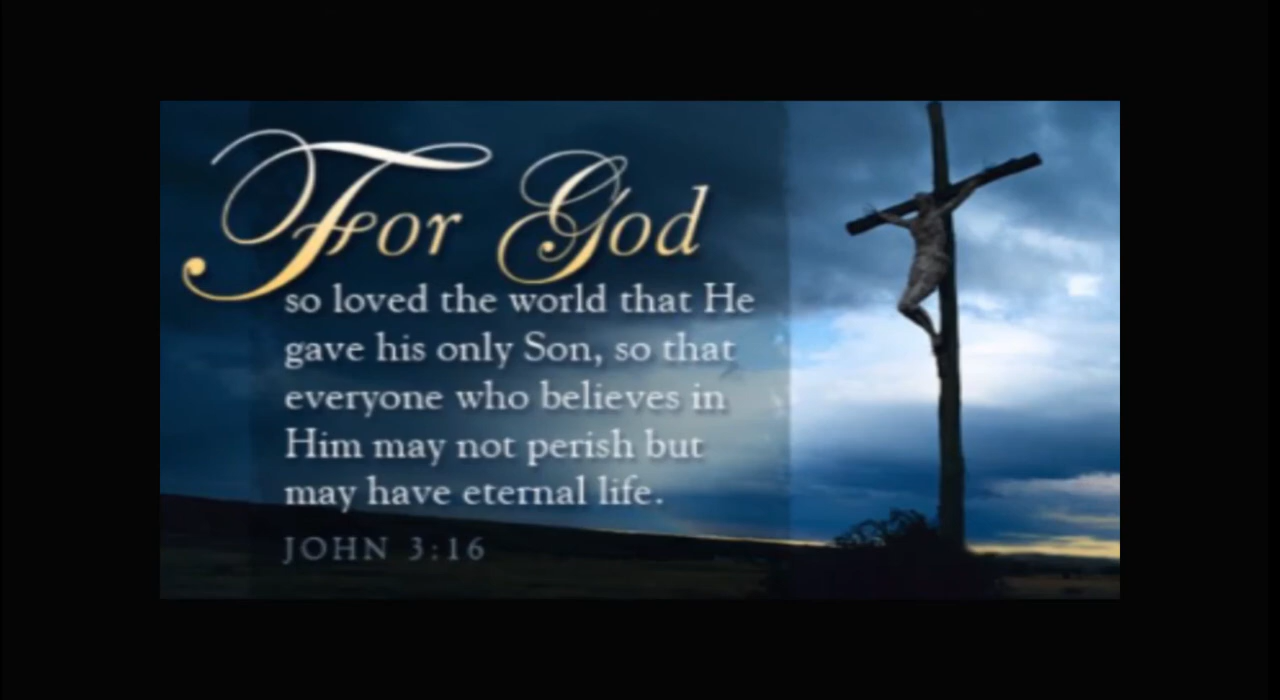 For God
so loved the world that He
gave his only Son, so that
everyone who believes in
Him may not perish but
may have eternal life.
JOHN 3:16